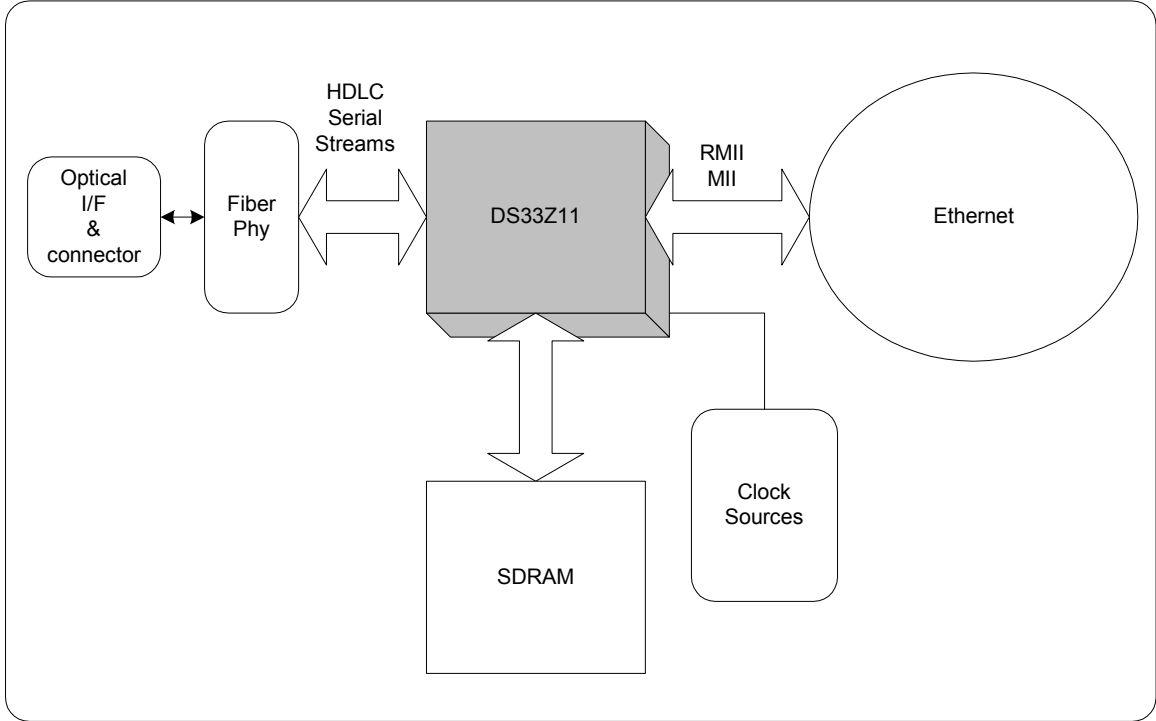 HDLC
Serial
Streams
Optical
I/F
&
connector
Fiber
Phy
DS33Z11
RMII
MII
Ethernet
SDRAM
Clock
Sources